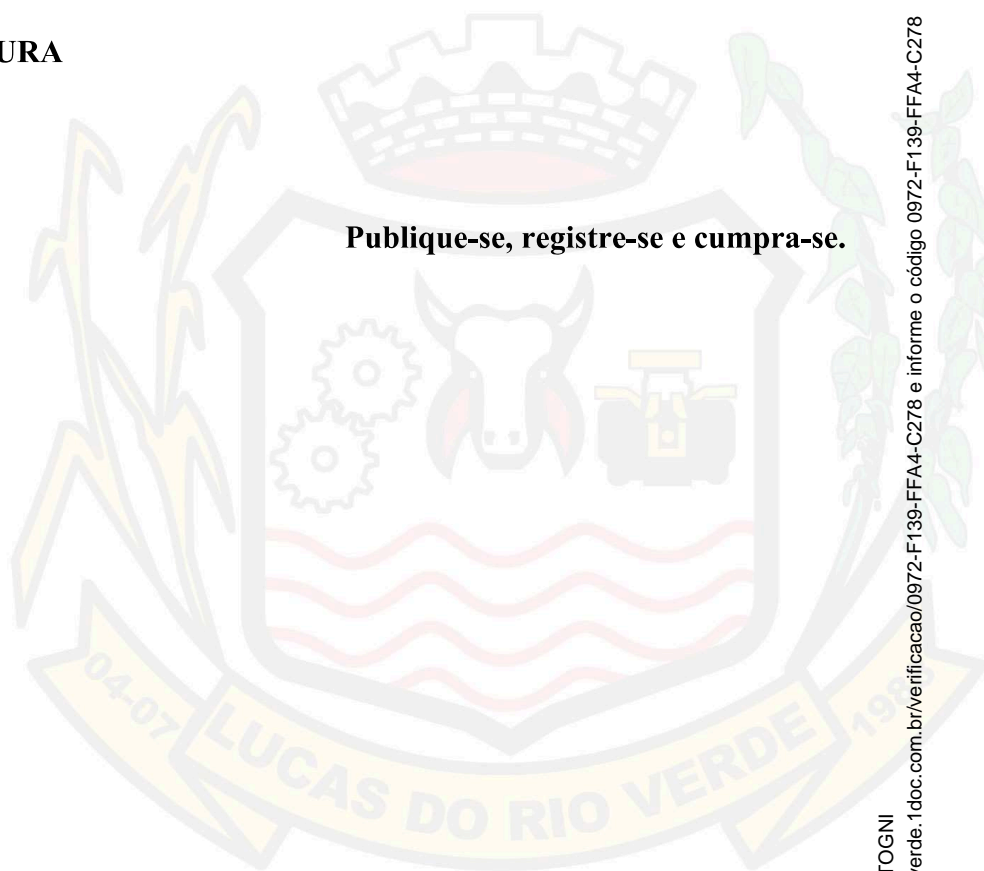 URA
Publique-se, registre-se e cumpra-se.
04-07
LUCAS DO RIO VERDE
TOGNI
verde.1doc.com.br/verificacao/0972-F139-FFA4-C278 e informe o código 0972-F139-FFA4-C278